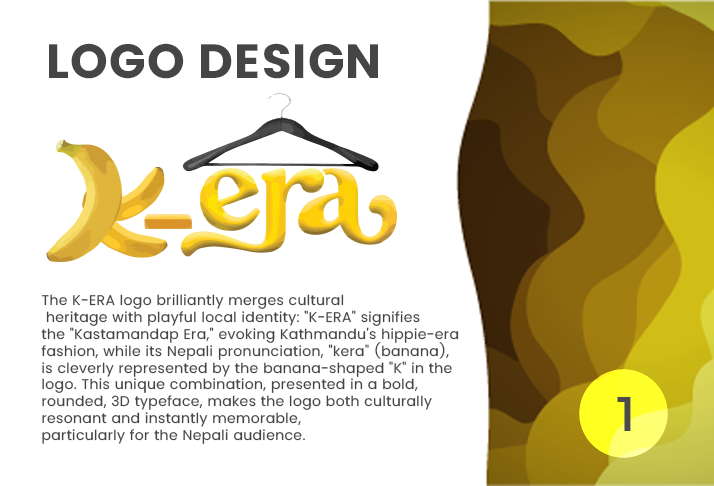 LOGO DESIGN
K-era
The K-ERA logo brilliantly merges cultural
heritage with playful local identity: "K-ERA" signifies
the "Kastamandap Era," evoking Kathmandu's hippie-era
fashion, while its Nepali pronunciation, "kera" (banana),
is cleverly represented by the banana-shaped "K" in the
logo. This unique combination, presented in a bold,
rounded, 3D typeface, makes the logo both culturally
resonant and instantly memorable,
particularly for the Nepali audience.
1